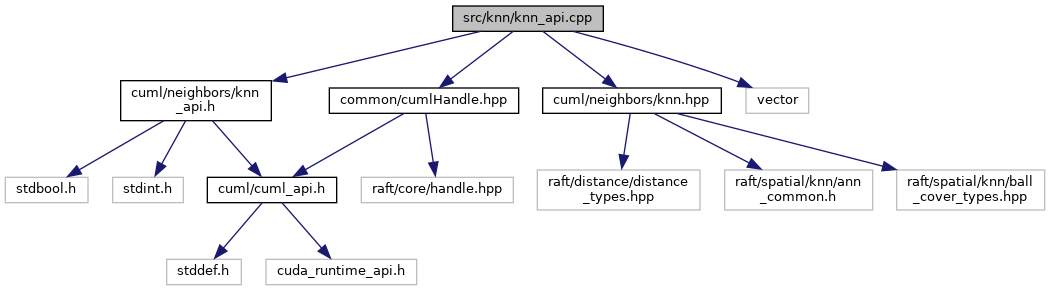 src/knn/knn_api.cpp
cuml/neighbors/knn
_api.h
common/cumlHandle.hpp
cuml/neighbors/knn.hpp
vector
stdbool.h
stdint.h
cuml/cuml_api.h
raft/core/handle.hpp
raft/distance/distance
_types.hpp
raft/spatial/knn/ann
_common.h
raft/spatial/knn/ball
_cover_types.hpp
stddef.h
cuda_runtime_api.h